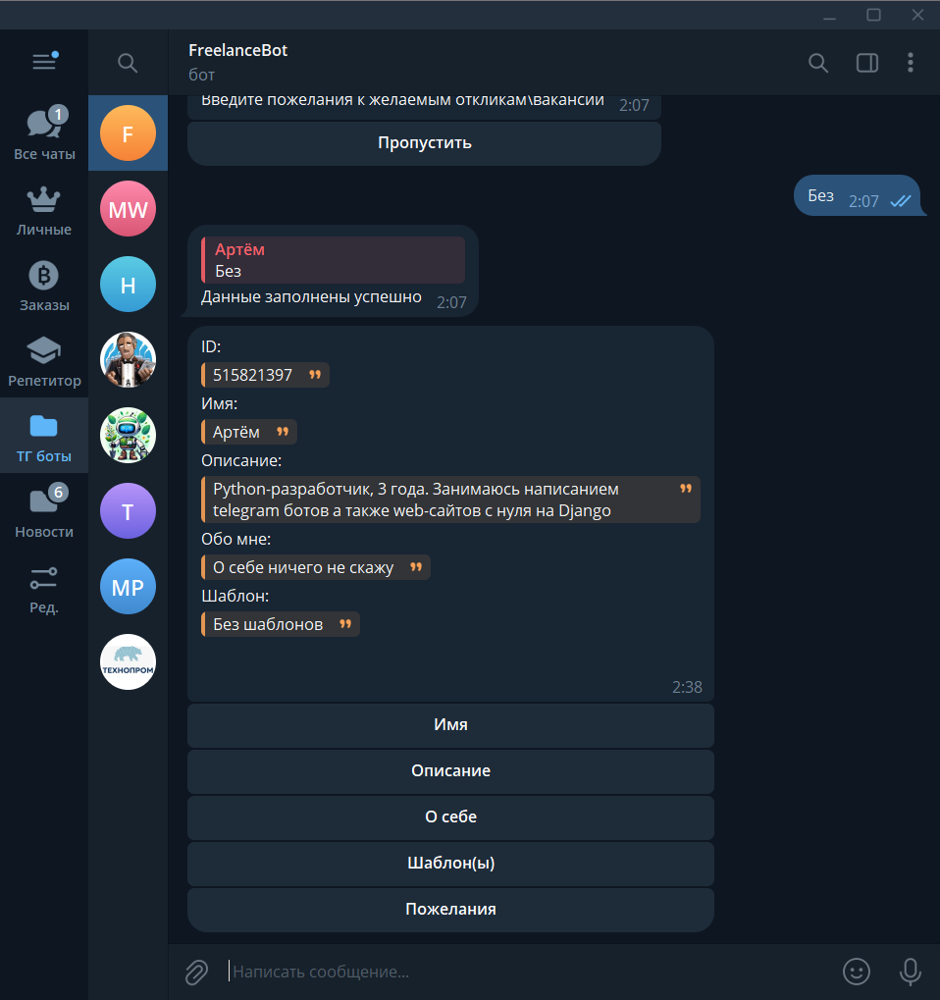 FreelanceBot
бот
1
Все чаты
Личные
Заказы
Репетитор
ТГ боты
6
Новости
Ред.
F
MW
Н
T
MP
ТЕХНОПРОМ
Введите пожелания к желаемым откликам\вакансии 2:07
Пропустить
Без 2:07
Артём
Без
Данные заполнены успешно 2:07
ID:
515821397
Имя:
Артём
Описание:
Python-разработчик, 3 года. Занимаюсь написанием
telegram ботов а также web-сайтов с нуля на Django
Обо мне:
О себе ничего не скажу
Шаблон:
Без шаблонов
2:38
Имя
Описание
О себе
Шаблон(ы)
Пожелания
Написать сообщение...